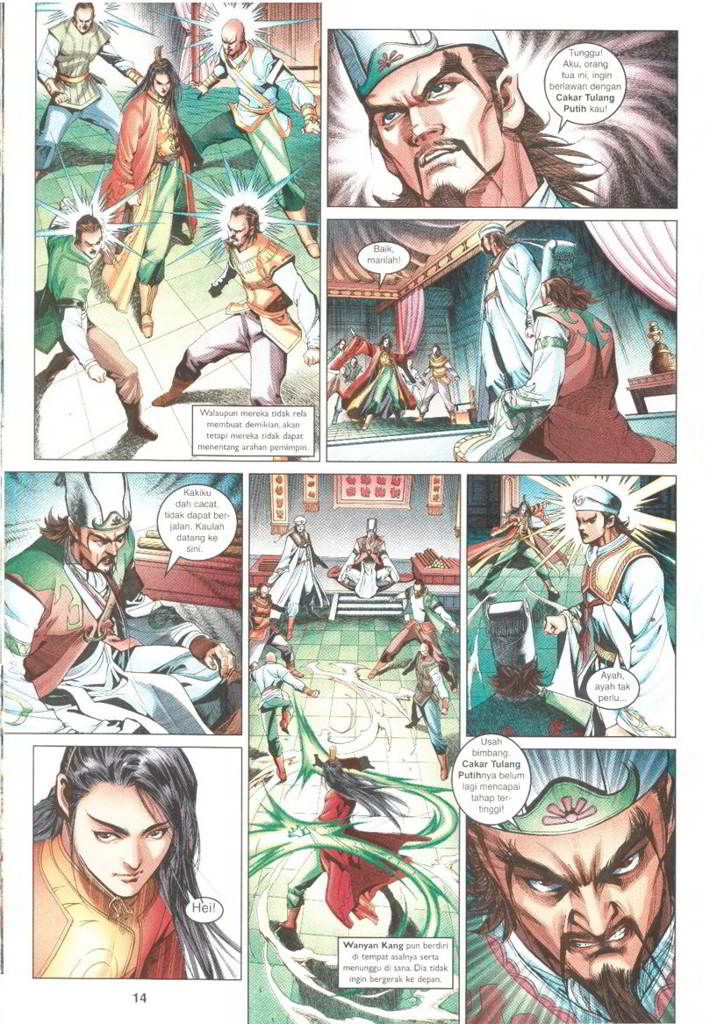 Walaupun mereka tidak rela
membuat demikian, akan
tetapi mereka tidak dapat
menentang arahan pemimpin.
Tunggu!
Aku, orang
tua ini, ingin
berlawan dengan
Cakar Tulang
Putih kau!
Baik,
marilah!
Kakiku
dah cacat,
tidak dapat ber-
jalan. Kaulah
datang ke
sini.
Ayah,
ayah tak
perlu...
Hei!
Wanyan Kang pun berdiri
di tempat asalnya serta
menunggu di sana. Dia tidak
ingin bergerak ke depan.
Usah
bimbang.
Cakar Tulang
Putihnya belum
lagi mencapai
tahap ter-
tinggi!
14